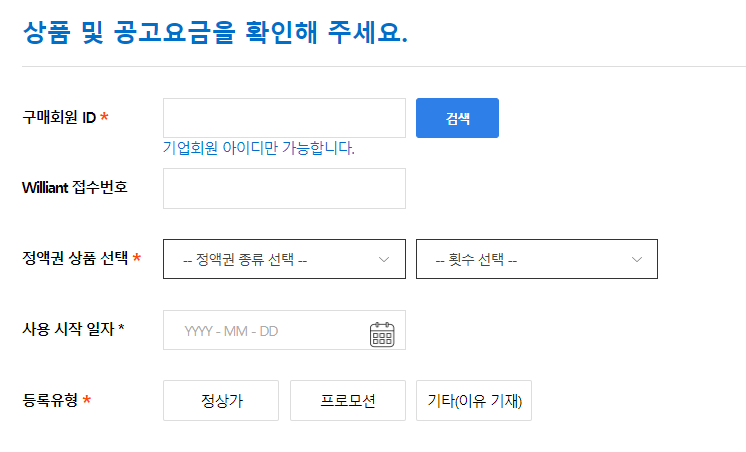 상품 및 공고요금을 확인해 주세요.
구매회원 ID * 검색
기업회원 아이디만 가능합니다.
Williant 접수번호
정액권 상품 선택 * -- 정액권 종류 선택 -- -- 횟수 선택 --
사용 시작 일자 * YYYY - MM - DD
등록유형 * 정상가 프로모션 기타(이유 기재)